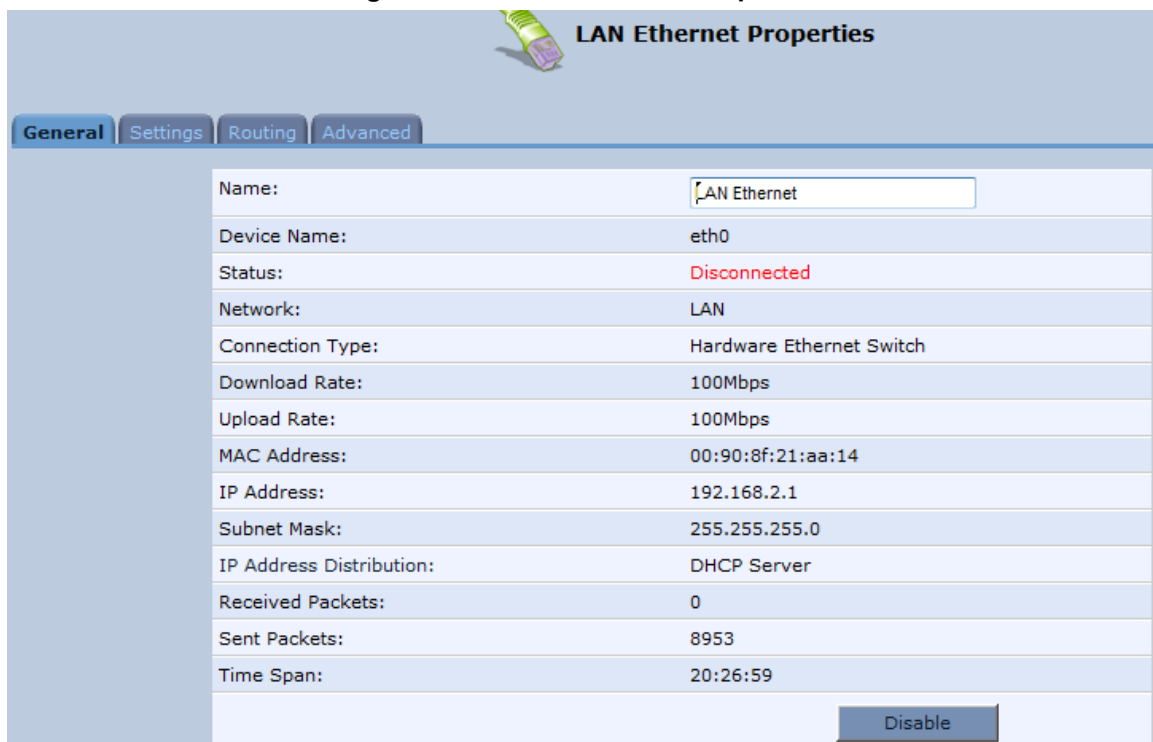 LAN Ethernet Properties
General Settings Routing Advanced
Name: LAN Ethernet
Device Name: eth0
Status: Disconnected
Network: LAN
Connection Type: Hardware Ethernet Switch
Download Rate: 100Mbps
Upload Rate: 100Mbps
MAC Address: 00:90:8f:21:aa:14
IP Address: 192.168.2.1
Subnet Mask: 255.255.255.0
IP Address Distribution: DHCP Server
Received Packets: 0
Sent Packets: 8953
Time Span: 20:26:59
Disable